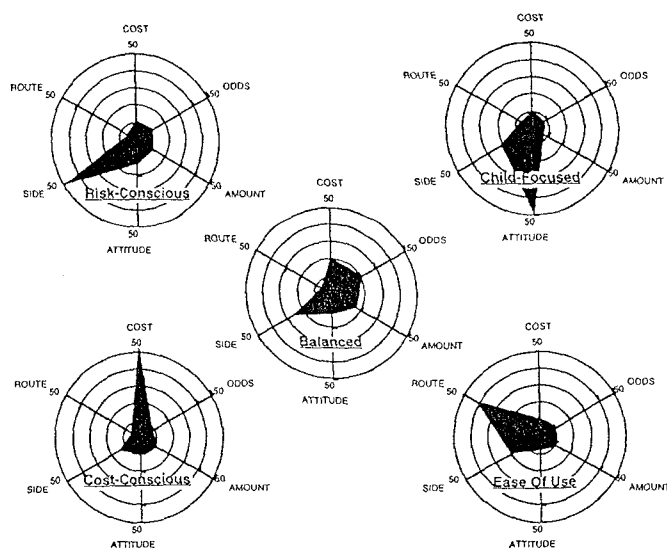 COST
50
ROUTE
50
50
ODDS
SIDE
50
Risk-Conscious
50
AMOUNT
50
ATTITUDE
COST
50
ROUTE
50
50
ODDS
SIDE
50
Child-Focused
50
AMOUNT
50
ATTITUDE
COST
50
ROUTE
50
50
ODDS
SIDE
50
Balanced
50
AMOUNT
50
ATTITUDE
COST
50
ROUTE
50
50
ODDS
SIDE
50
Cost-Conscious
50
AMOUNT
50
ATTITUDE
COST
50
ROUTE
50
50
ODDS
SIDE
50
Ease Of Use
50
AMOUNT
50
ATTITUDE